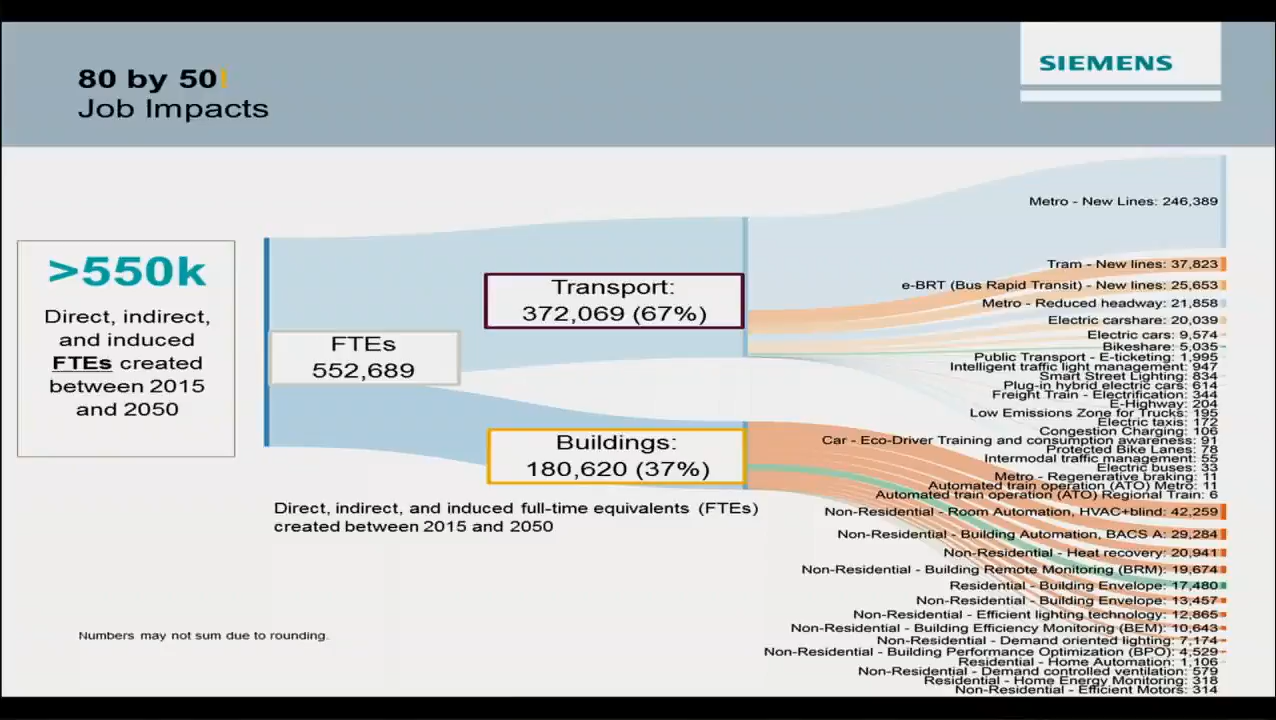 80 by 50
Job Impacts
SIEMENS
>550k
Direct, indirect,
and induced
FTEs created
between 2015
and 2050
FTEs
552,689
Transport:
372,069 (67%)
Buildings:
180,620 (37%)
Direct, indirect, and induced full-time equivalents (FTEs)
created between 2015 and 2050
Numbers may not sum due to rounding.
Metro - New Lines: 246,389
Tram - New lines: 37,823
e-BRT (Bus Rapid Transit) - New lines: 25,653
Metro - Reduced headway: 21,858
Electric carshare: 20,039
Electric cars: 9,574
Bikeshare: 5,035
Public Transport - E-ticketing: 1,995
Intelligent traffic light management: 947
Smart Street Lighting: 834
Plug-in hybrid electric cars: 614
Freight Train - Electrification: 344
E-Highway: 204
Low Emissions Zone for Trucks: 195
Electric taxis: 172
Congestion Charging: 106
Car - Eco-Driver Training and consumption awareness: 91
Protected Bike Lanes: 78
Intermodal traffic management: 55
Electric buses: 33
Metro - Regenerative braking: 11
Automated train operation (ATO) Metro: 11
Automated train operation (ATO) Regional Train: 6
Non-Residential - Room Automation, HVAC+blind: 42,259
Non-Residential - Building Automation, BACS A: 29,284
Non-Residential - Heat recovery: 20,941
Non-Residential - Building Remote Monitoring (BRM): 19,674
Residential - Building Envelope: 17,480
Non-Residential - Building Envelope: 13,457
Non-Residential - Efficient lighting technology: 12,865
Non-Residential - Building Efficiency Monitoring (BEM): 10,643
Non-Residential - Demand oriented lighting: 7,174
Non-Residential - Building Performance Optimization (BPO): 4,529
Residential - Home Automation: 1,106
Non-Residential - Demand controlled ventilation: 579
Residential - Home Energy Monitoring: 318
Non-Residential - Efficient Motors: 314